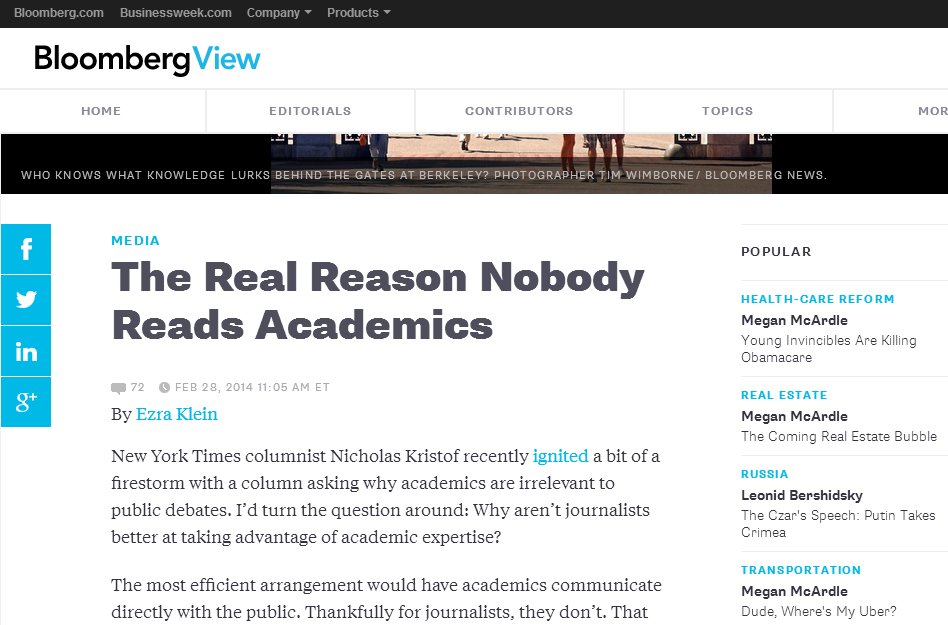 Bloomberg.com Businessweek.com Company Products
BloombergView
HOME EDITORIALS CONTRIBUTORS TOPICS MOR
WHO KNOWS WHAT KNOWLEDGE LURKS BEHIND THE GATES AT BERKELEY? PHOTOGRAPHER TIM WIMBORNE/ BLOOMBERG NEWS.
f
in
g+
MEDIA
The Real Reason Nobody
Reads Academics
72 FEB 28, 2014 11:05 AM ET
By Ezra Klein
New York Times columnist Nicholas Kristof recently ignited a bit of a
firestorm with a column asking why academics are irrelevant to
public debates. I’d turn the question around: Why aren’t journalists
better at taking advantage of academic expertise?
The most efficient arrangement would have academics communicate
directly with the public. Thankfully for journalists, they don’t. That
POPULAR
HEALTH-CARE REFORM
Megan McArdle
Young Invincibles Are Killing
Obamacare
REAL ESTATE
Megan McArdle
The Coming Real Estate Bubble
RUSSIA
Leonid Bershidsky
The Czar's Speech: Putin Takes
Crimea
TRANSPORTATION
Megan McArdle
Dude, Where's My Uber?